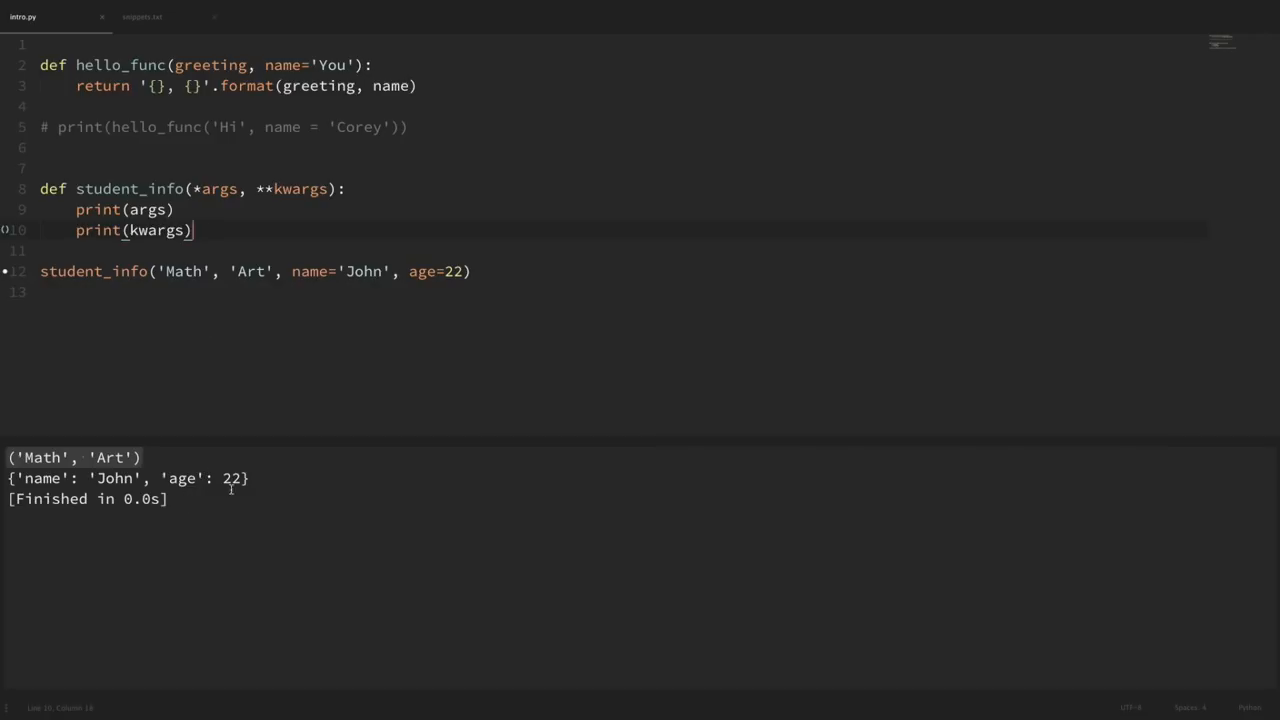 intro.py × snippets.txt ×
1
2 def hello_func(greeting, name='You'):
3     return '{}, {}'.format(greeting, name)
4
5 # print(hello_func('Hi', name = 'Corey'))
6
7
8 def student_info(*args, **kwargs):
9     print(args)
()10     print(kwargs)
11
12 student_info('Math', 'Art', name='John', age=22)
13
('Math', 'Art')
{'name': 'John', 'age': 22}
[Finished in 0.0s]
Line 10, Column 18 UTF-8 Spaces: 4 Python